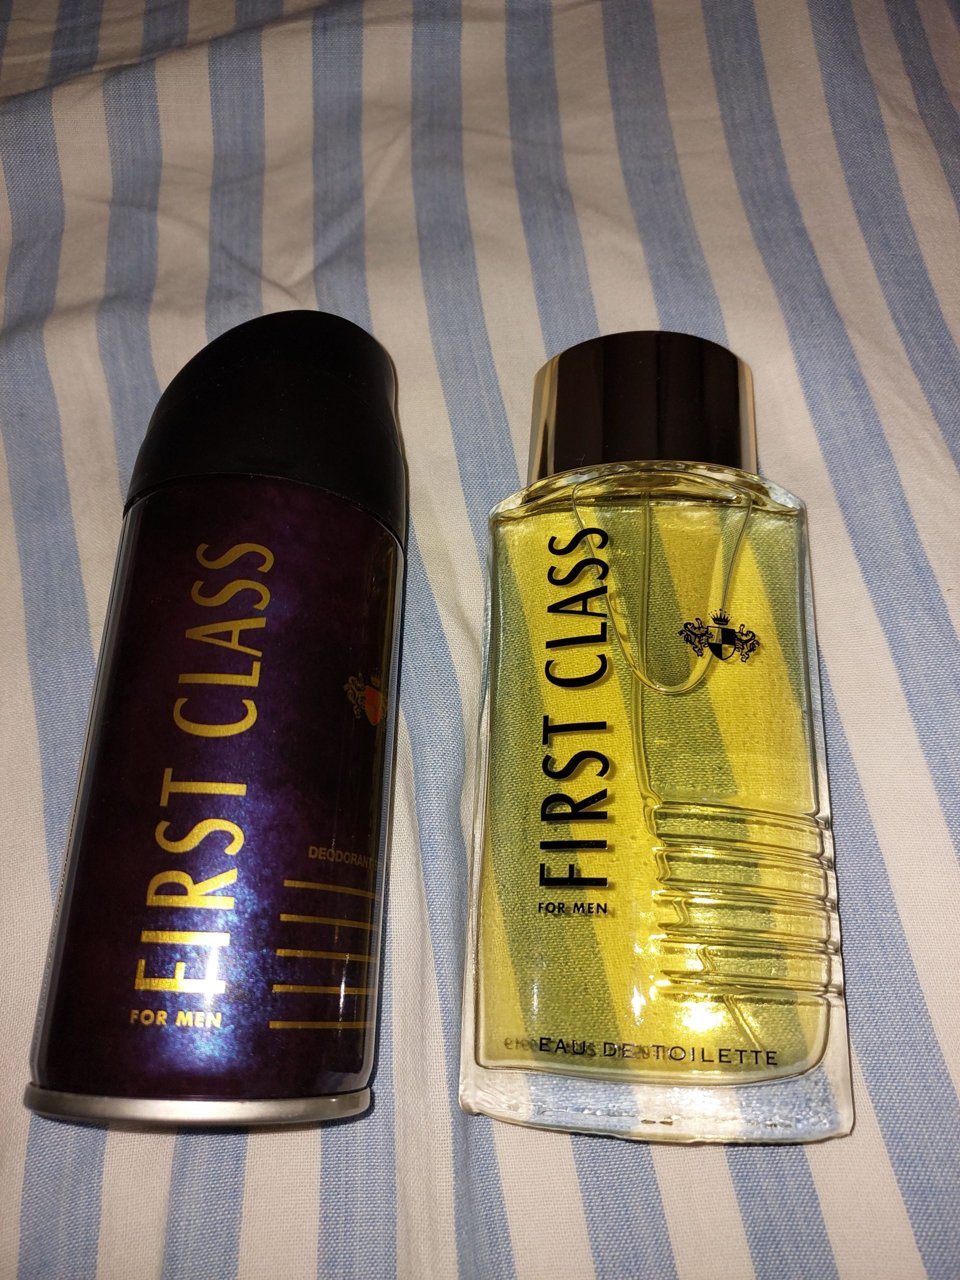 FIRST CLASS
FOR MEN
DEODORANT
FIRST CLASS
FOR MEN
EAU DE TOILETTE